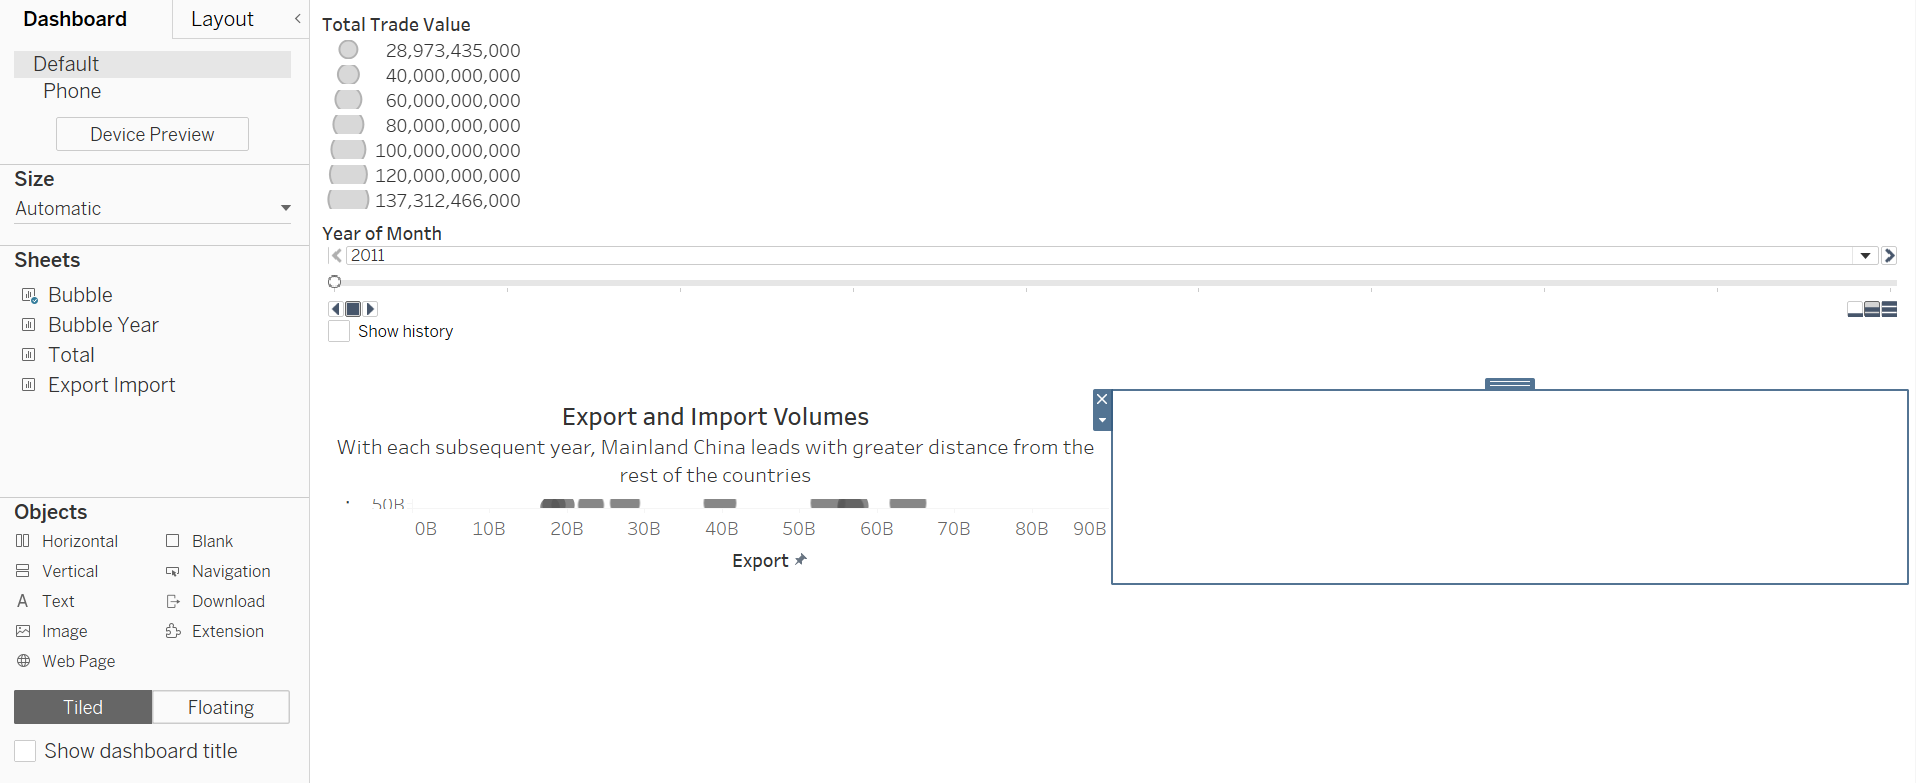 Dashboard
Layout
Default
Phone
Device Preview
Size
Automatic
Sheets
Bubble
Bubble Year
Total
Export Import
Objects
Horizontal
Blank
Vertical
Navigation
Text
Download
Image
Extension
Web Page
Tiled
Floating
Show dashboard title
Total Trade Value
28,973,435,000
40,000,000,000
60,000,000,000
80,000,000,000
100,000,000,000
120,000,000,000
137,312,466,000
Year of Month
2011
Show history
Export and Import Volumes
With each subsequent year, Mainland China leads with greater distance from the
rest of the countries
50B
0B 10B 20B 30B 40B 50B 60B 70B 80B 90B
Export